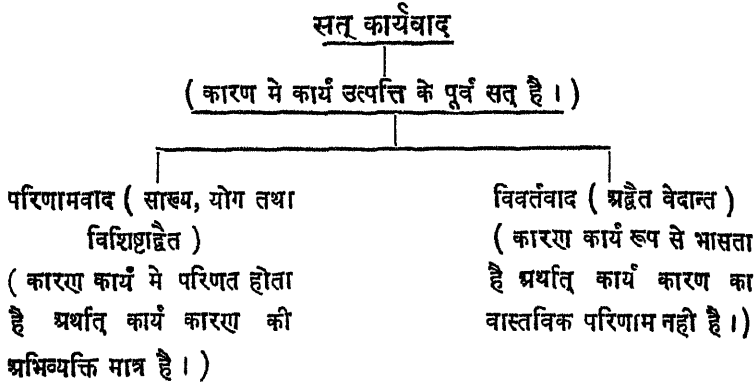 सत् कार्यवाद
( कारण मे कार्य उत्पत्ति के पूर्व सत् है । )
परिणामवाद ( साख्य, योग तथा
विशिष्टाद्वैत )
( कारण कार्य मे परिणत होता
है अर्थात् कार्य कारण की
अभिव्यक्ति मात्र है । )
विवर्तवाद ( अद्वैत वेदान्त )
( कारण कार्य रूप से भासता
है अर्थात् कार्य कारण का
वास्तविक परिणाम नही है । )